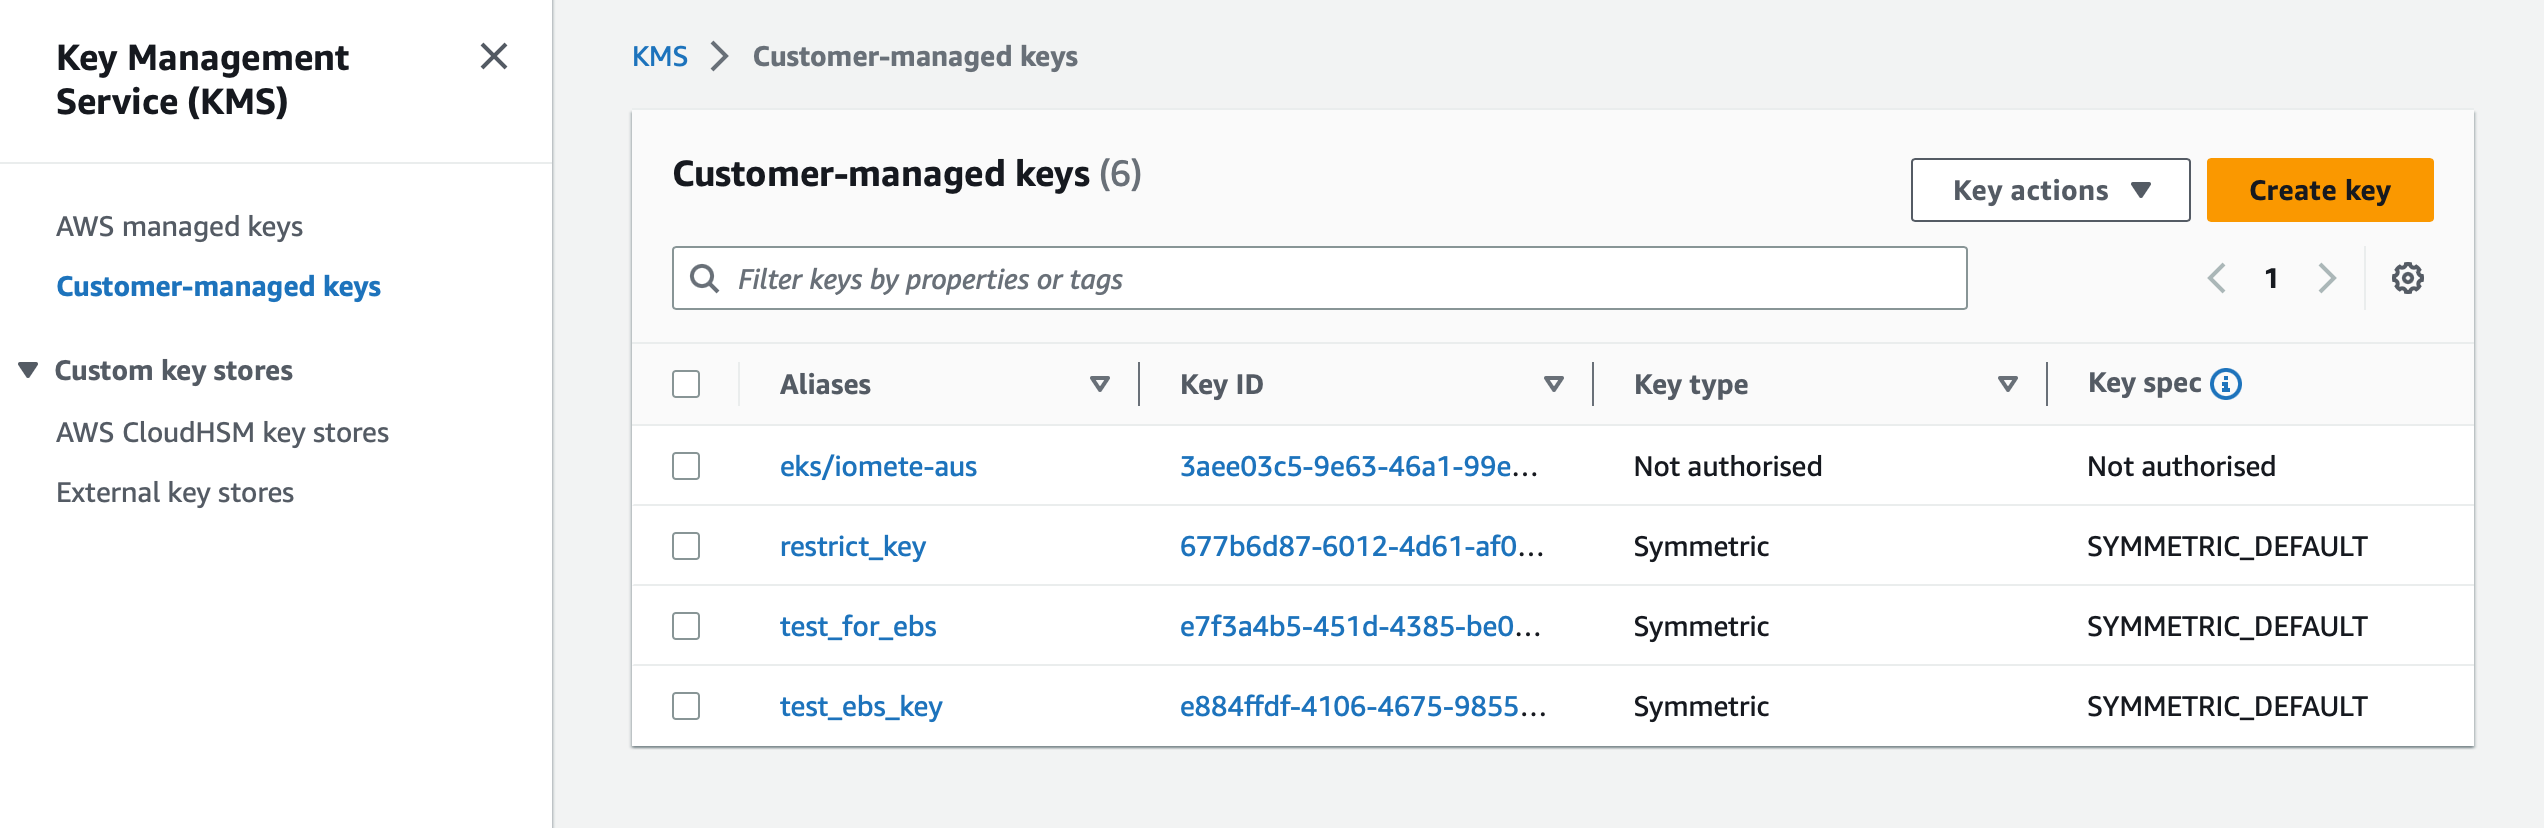 Key Management
Service (KMS)
AWS managed keys
Customer-managed keys
Custom key stores
AWS CloudHSM key stores
External key stores
KMS > Customer-managed keys
Customer-managed keys (6)
Key actions
Create key
Filter keys by properties or tags
1
Aliases Key ID Key type Key spec
eks/iomete-aus 3aee03c5-9e63-46a1-99e... Not authorised Not authorised
restrict_key 677b6d87-6012-4d61-af0... Symmetric SYMMETRIC_DEFAULT
test_for_ebs e7f3a4b5-451d-4385-be0... Symmetric SYMMETRIC_DEFAULT
test_ebs_key e884ffdf-4106-4675-9855... Symmetric SYMMETRIC_DEFAULT